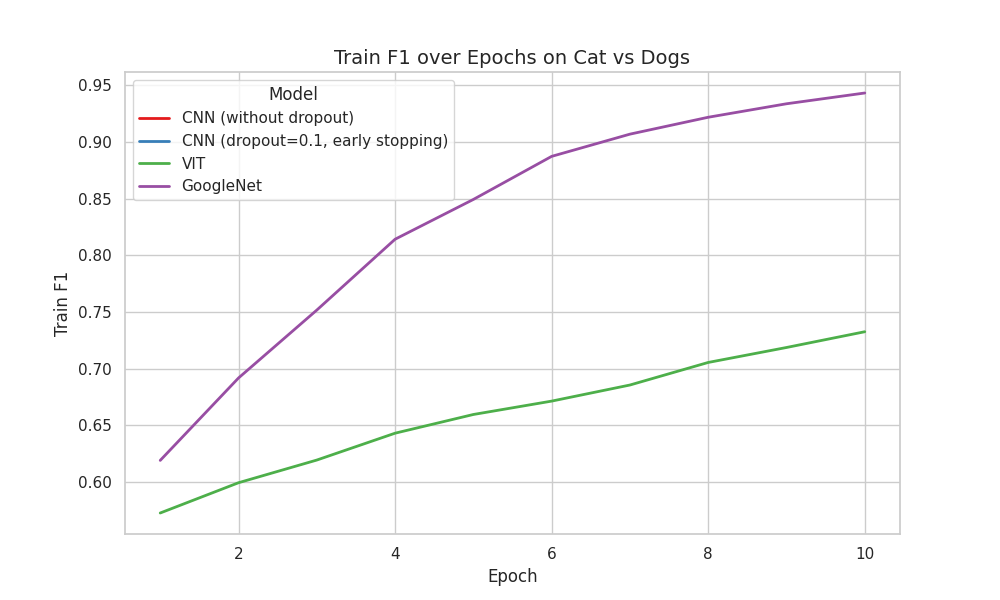 Train F1 over Epochs on Cat vs Dogs
Model
CNN (without dropout)
CNN (dropout=0.1, early stopping)
VIT
GoogleNet
Train F1
0.95
0.90
0.85
0.80
0.75
0.70
0.65
0.60
2 4 6 8 10
Epoch